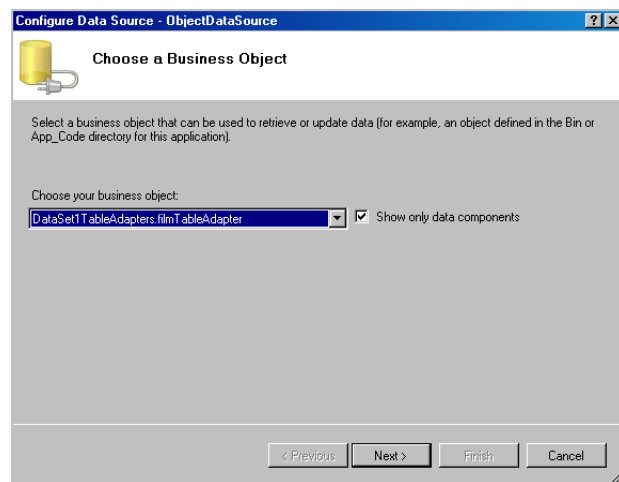 Configure Data Source - ObjectDataSource
Choose a Business Object
Select a business object that can be used to retrieve or update data (for example, an object defined in the Bin or
App_Code directory for this application).
Choose your business object:
DataSet1TableAdapters.filmTableAdapter
Show only data components
< Previous
Next >
Finish
Cancel